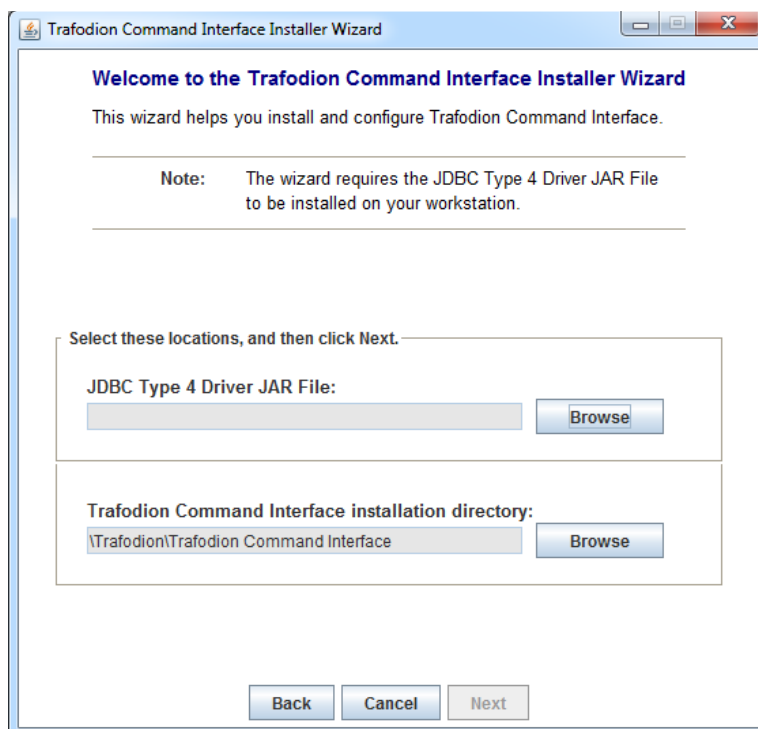 Trafodion Command Interface Installer Wizard
Welcome to the Trafodion Command Interface Installer Wizard
This wizard helps you install and configure Trafodion Command Interface.
Note: The wizard requires the JDBC Type 4 Driver JAR File
to be installed on your workstation.
Select these locations, and then click Next.
JDBC Type 4 Driver JAR File:
Browse
Trafodion Command Interface installation directory:
\Trafodion\Trafodion Command Interface Browse
Back Cancel Next